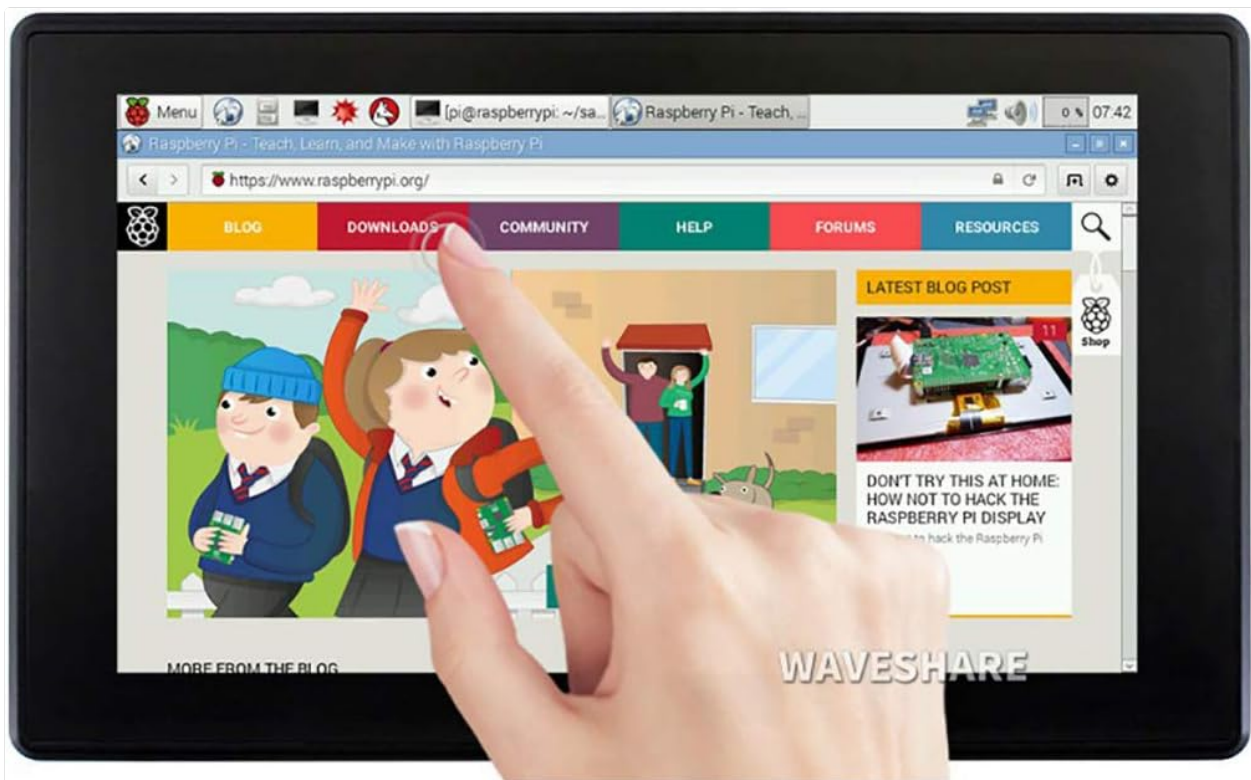 Menu
[pi@raspberrypi: ~/sa...
Raspberry Pi - Teach, ...
0 %
07:42
Raspberry Pi - Teach, Learn, and Make with Raspberry Pi
https://www.raspberrypi.org/
BLOG
DOWNLOADS
COMMUNITY
HELP
FORUMS
RESOURCES
LATEST BLOG POST
11
Shop
DON'T TRY THIS AT HOME:
HOW NOT TO HACK THE
RASPBERRY PI DISPLAY
to hack the Raspberry Pi
MORE FROM THE BLOG
WAVESHARE